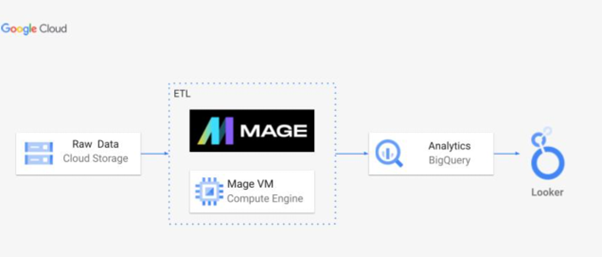 Google Cloud
ETL
MAGE
Raw Data
Cloud Storage
Mage VM
Compute Engine
Analytics
BigQuery
Looker